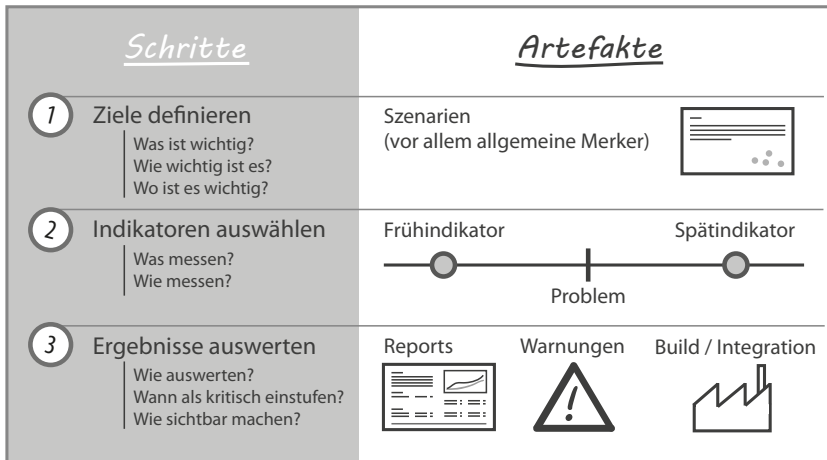 Schritte
Artefakte
1
Ziele definieren
Was ist wichtig?
Wie wichtig ist es?
Wo ist es wichtig?
Szenarien
(vor allem allgemeine Merker)
2
Indikatoren auswählen
Was messen?
Wie messen?
Frühindikator
Spätindikator
Problem
3
Ergebnisse auswerten
Wie auswerten?
Wann als kritisch einstufen?
Wie sichtbar machen?
Reports
Warnungen
Build / Integration
!